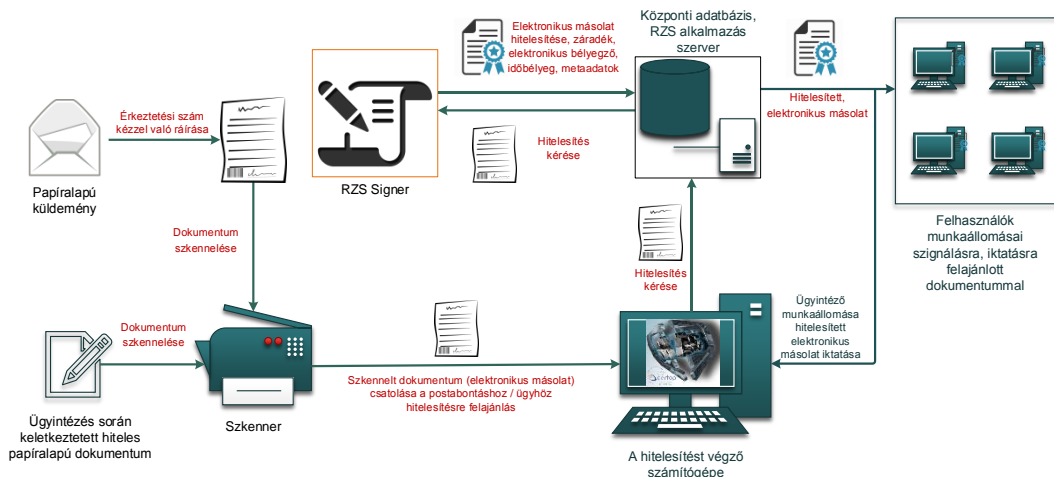 Elektronikus másolat
hitelesítése, záradék,
elektronikus bélyegző,
időbélyeg, metaadatok
Központi adatbázis,
RZS alkalmazás
szerver
Érkeztetési szám
kézzel való ráírása
Hitelesített,
elektronikus másolat
Hitelesítés
kérése
Papíralapú
küldemény
RZS Signer
Felhasználók
munkaállomásai
szignálásra, iktatásra
felajánlott
dokumentummal
Dokumentum
szkennelése
Hitelesítés
kérése
Ügyintéző
munkaállomása
hitelesített
elektronikus
másolat iktatása
Dokumentum
szkennelése
Szkennelt dokumentum (elektronikus másolat)
csatolása a postabontáshoz / ügyhöz
hitelesítésre felajánlás
Ügyintézés során
keletkeztetett hiteles
papíralapú dokumentum
Szkenner
A hitelesítést végző
számítógépe